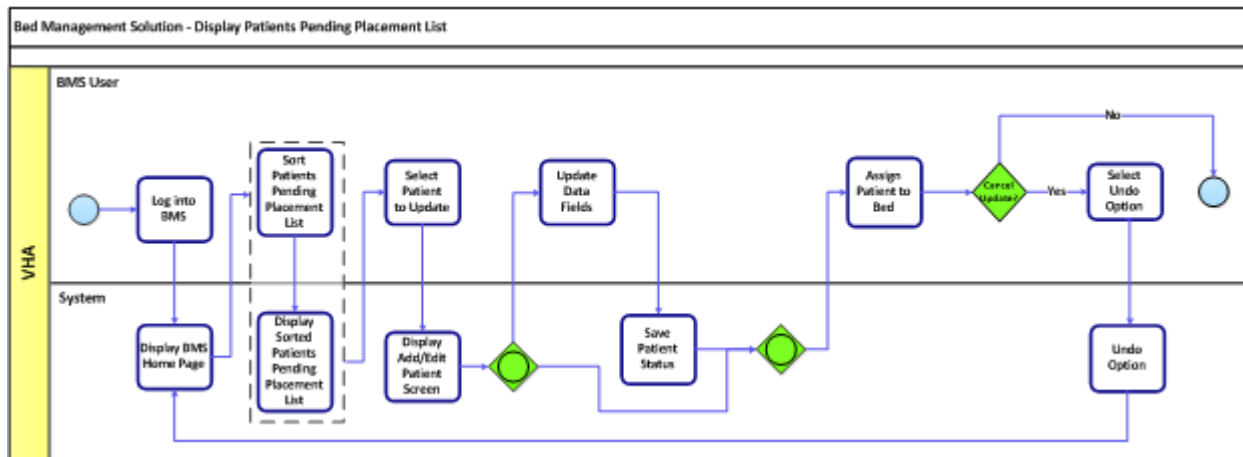 Bed Management Solution - Display Patients Pending Placement List
VHA
BMS User
Log into
BMS
Sort
Patients
Pending
Placement
List
Select
Patient
to Update
Update
Data
Fields
Assign
Patient to
Bed
Cancel
Update?
No
Yes
Select
Undo
Option
System
Display BMS
Home Page
Display
Sorted
Patients
Pending
Placement
List
Display
Add/Edit
Patient
Screen
Save
Patient
Status
Undo
Option